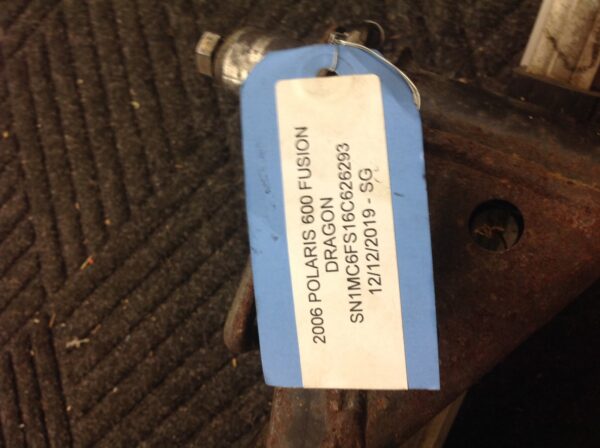 2006 POLARIS 600 FUSION
DRAGON
SN1MC6FS16C626293
12/12/2019 - SG